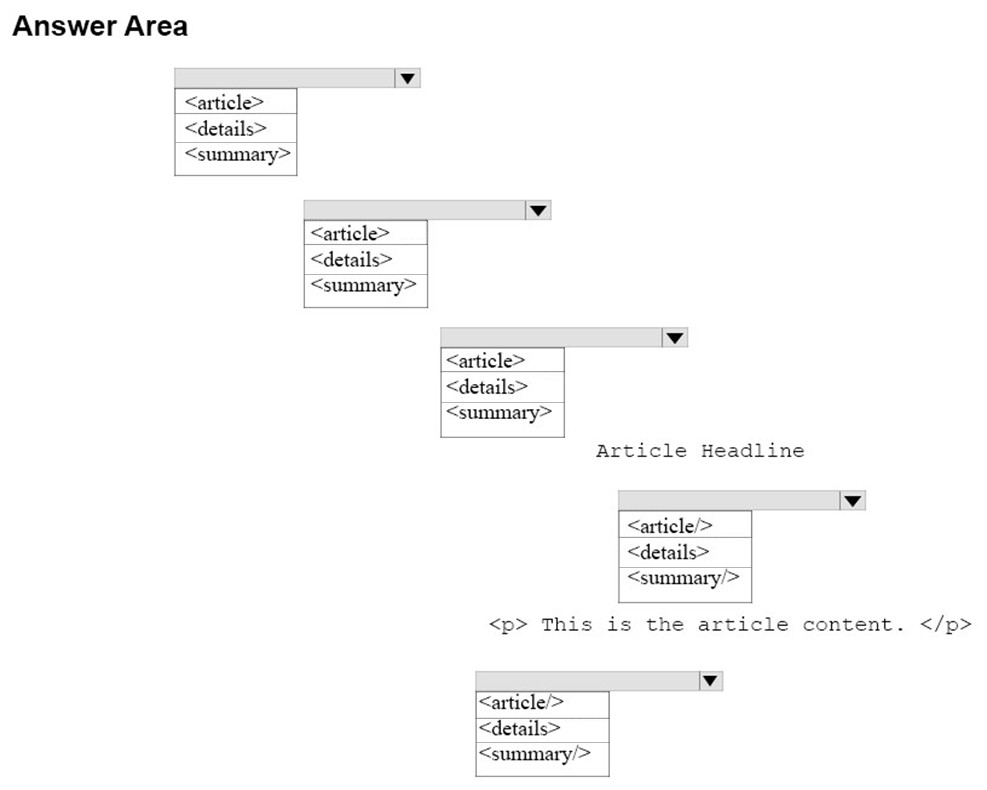 Answer Area
<article>
<details>
<summary>
<article>
<details>
<summary>
<article>
<details>
<summary>
Article Headline
<article/>
<details>
<summary/>
<p> This is the article content. </p>
<article/>
<details>
<summary/>